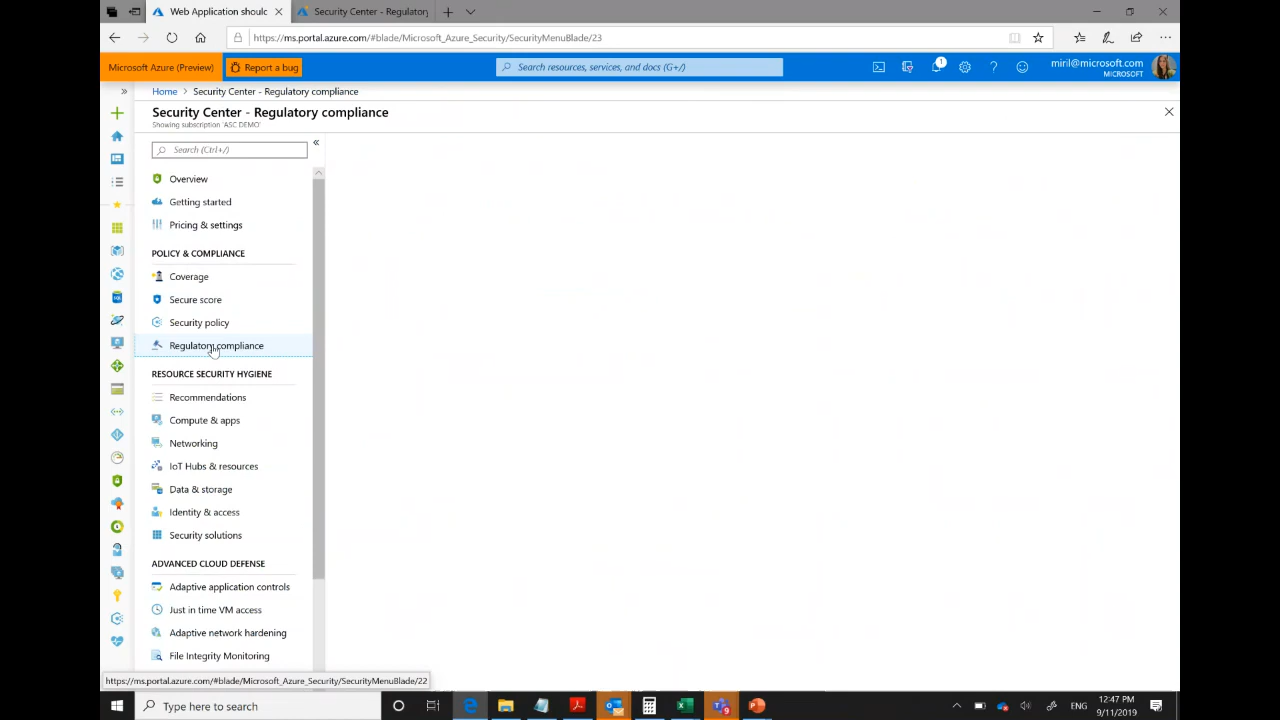 Web Application should
Security Center - Regulatory
https://ms.portal.azure.com/#blade/Microsoft_Azure_Security/SecurityMenuBlade/23
Microsoft Azure (Preview)
Report a bug
Search resources, services, and docs (G+/)
1
miril@microsoft.com
MICROSOFT
Home > Security Center - Regulatory compliance
Security Center - Regulatory compliance
Showing subscription 'ASC DEMO'
Search (Ctrl+/)
Overview
Getting started
Pricing & settings
POLICY & COMPLIANCE
Coverage
Secure score
Security policy
Regulatory compliance
RESOURCE SECURITY HYGIENE
Recommendations
Compute & apps
Networking
IoT Hubs & resources
Data & storage
Identity & access
Security solutions
ADVANCED CLOUD DEFENSE
Adaptive application controls
Just in time VM access
Adaptive network hardening
File Integrity Monitoring
https://ms.portal.azure.com/#blade/Microsoft_Azure_Security/SecurityMenuBlade/22
Type here to search
ENG
12:47 PM
9/11/2019